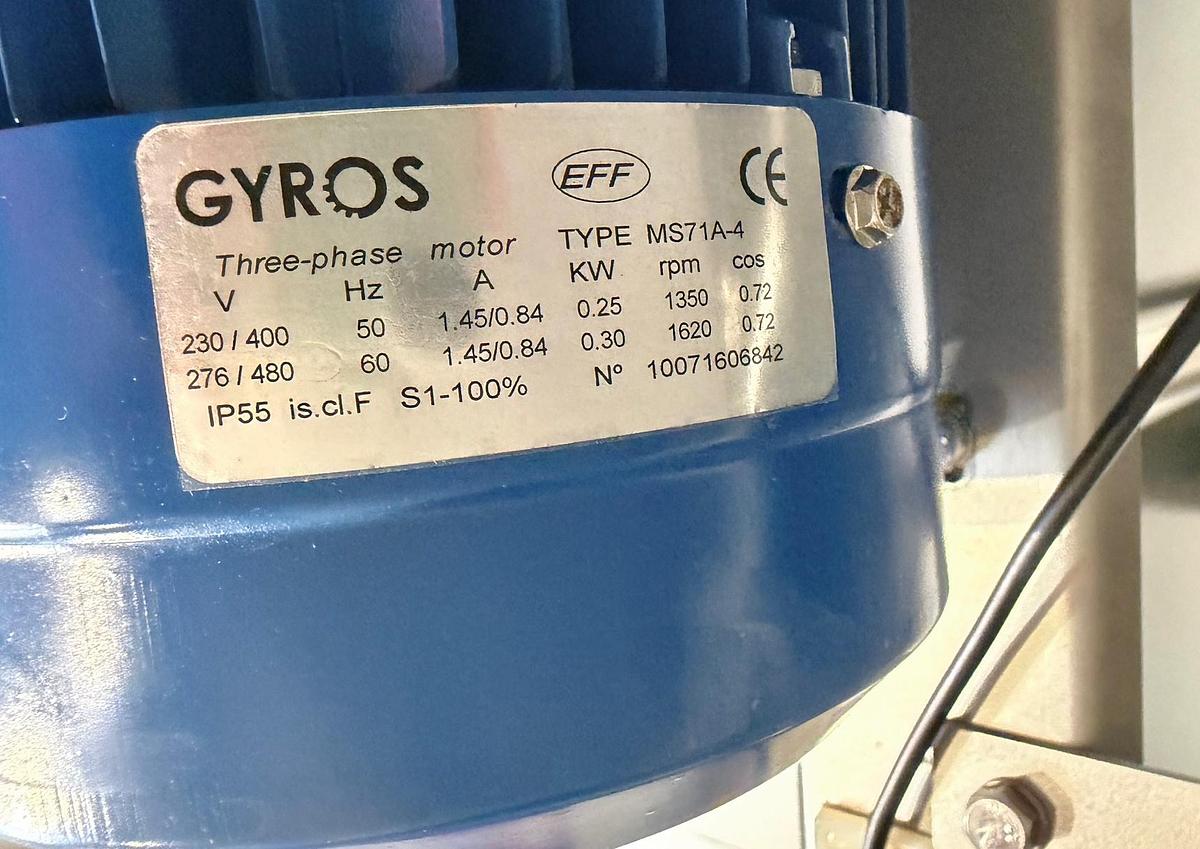 GYROS EFF CE
Three-phase motor TYPE MS71A-4
V Hz A KW rpm cos
230 / 400 50 1.45/0.84 0.25 1350 0.72
276 / 480 60 1.45/0.84 0.30 1620 0.72
IP55 is.cl.F S1-100% Nº 10071606842